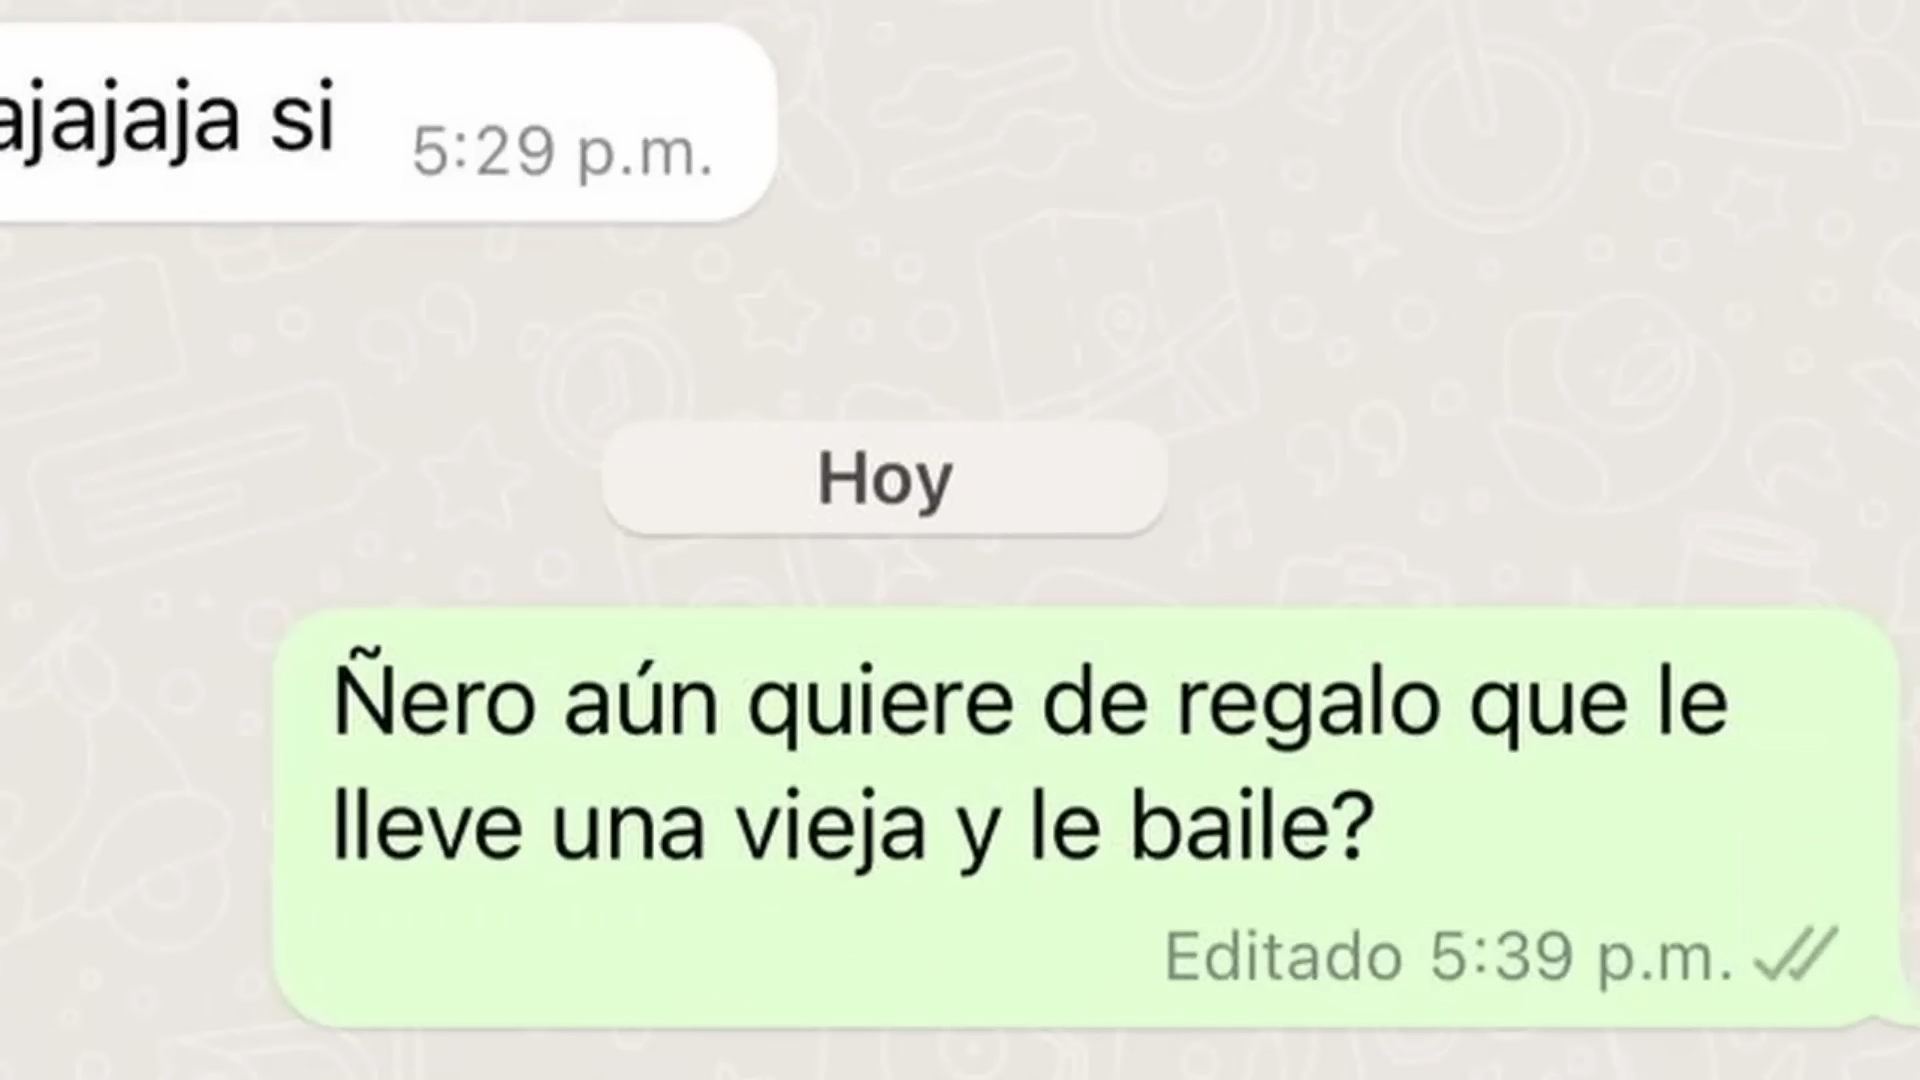 ajajaja si
5:29 p.m.
Hoy
Ñero aún quiere de regalo que le
lleve una vieja y le baile?
Editado 5:39 p.m.